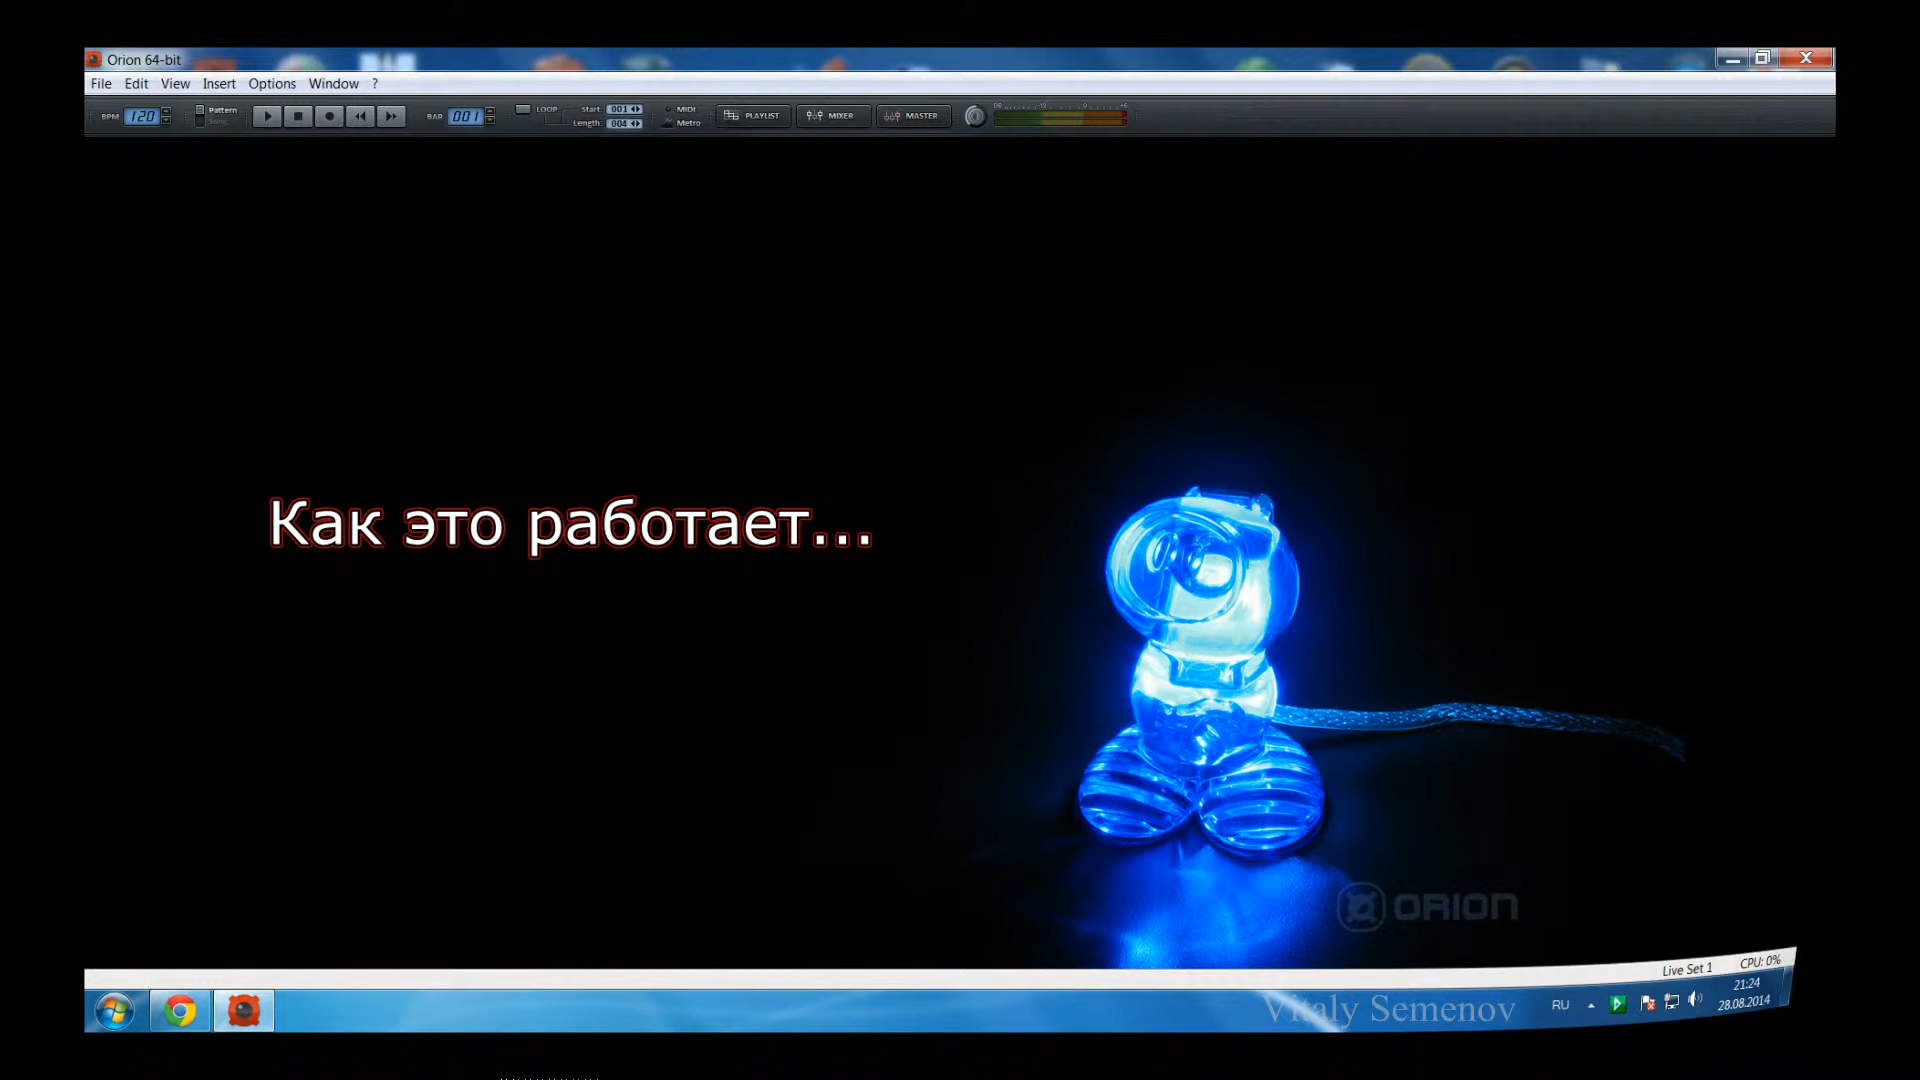 Orion 64-bit
File Edit View Insert Options Window ?
BPM 120 Pattern Song BAR 001 LOOP Start: 001 Length: 004 MIDI Metro PLAYLIST MIXER MASTER
Как это работает...
ORION
Live Set 1 CPU: 0%
Vitaly Semenov
RU
21:24
28.08.2014